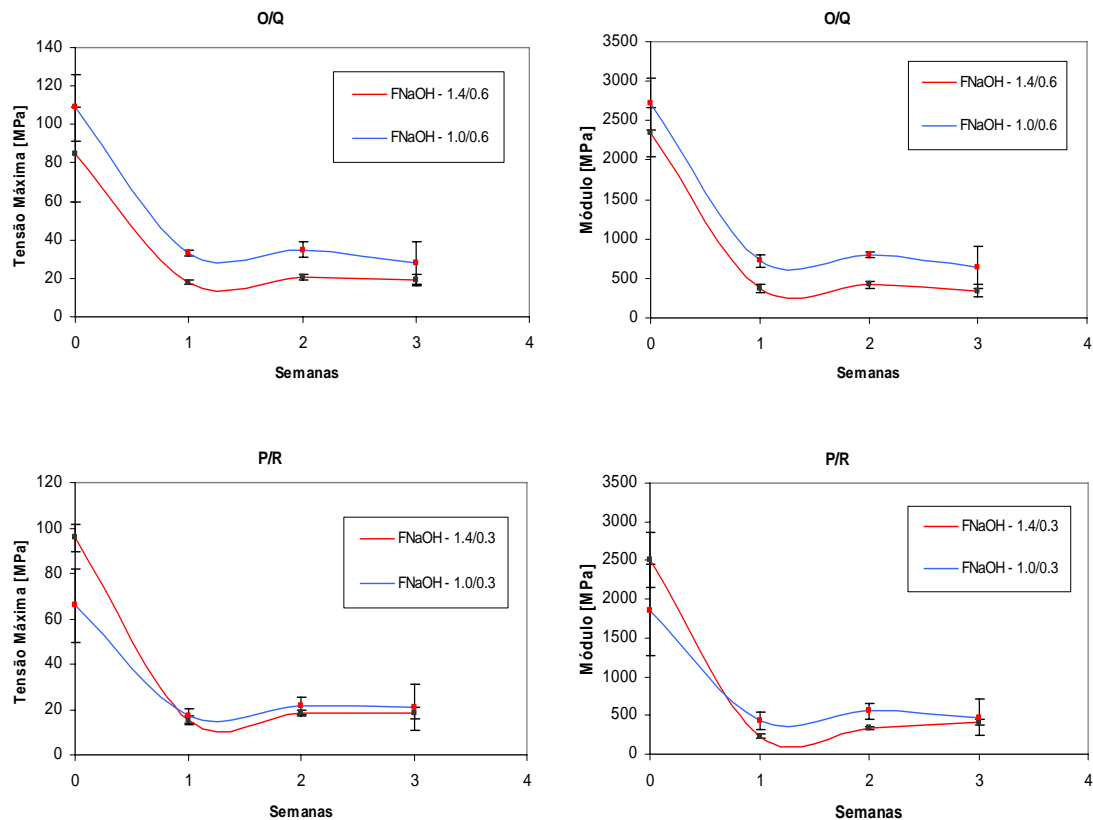 O/Q
Tensão Máxima [MPa]
140
120
100
80
60
40
20
0
0 1 2 3 4
Semanas
FNaOH - 1.4/0.6
FNaOH - 1.0/0.6
O/Q
Módulo [MPa]
3500
3000
2500
2000
1500
1000
500
0
0 1 2 3 4
Semanas
FNaOH - 1.4/0.6
FNaOH - 1.0/0.6
P/R
Tensão Máxima [MPa]
120
100
80
60
40
20
0
0 1 2 3 4
Semanas
FNaOH - 1.4/0.3
FNaOH - 1.0/0.3
P/R
Módulo [MPa]
3500
3000
2500
2000
1500
1000
500
0
0 1 2 3 4
Semanas
FNaOH - 1.4/0.3
FNaOH - 1.0/0.3